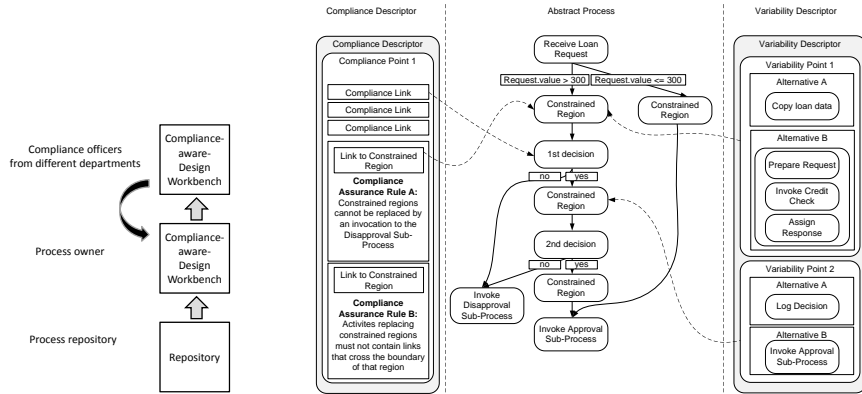 Compliance officers
from different departments
Compliance-
aware-
Design
Workbench
Process owner
Compliance-
aware-
Design
Workbench
Process repository
Repository
Compliance Descriptor
Compliance Descriptor
Compliance Point 1
Compliance Link
Compliance Link
Compliance Link
Link to Constrained
Region
Compliance
Assurance Rule A:
Constrained regions
cannot be replaced by
an invocation to the
Disapproval Sub-
Process
Link to Constrained
Region
Compliance
Assurance Rule B:
Activites replacing
constrained regions
must not contain links
that cross the boundary
of that region
Abstract Process
Receive Loan
Request
Request.value > 300
Request.value <= 300
Constrained
Region
Constrained
Region
1st decision
no
yes
Constrained
Region
2nd decision
no
yes
Constrained
Region
Invoke
Disapproval
Sub-Process
Invoke Approval
Sub-Process
Variability Descriptor
Variability Descriptor
Variability Point 1
Alternative A
Copy loan data
Alternative B
Prepare Request
Invoke Credit
Check
Assign
Response
Variability Point 2
Alternative A
Log Decision
Alternative B
Invoke Approval
Sub-Process